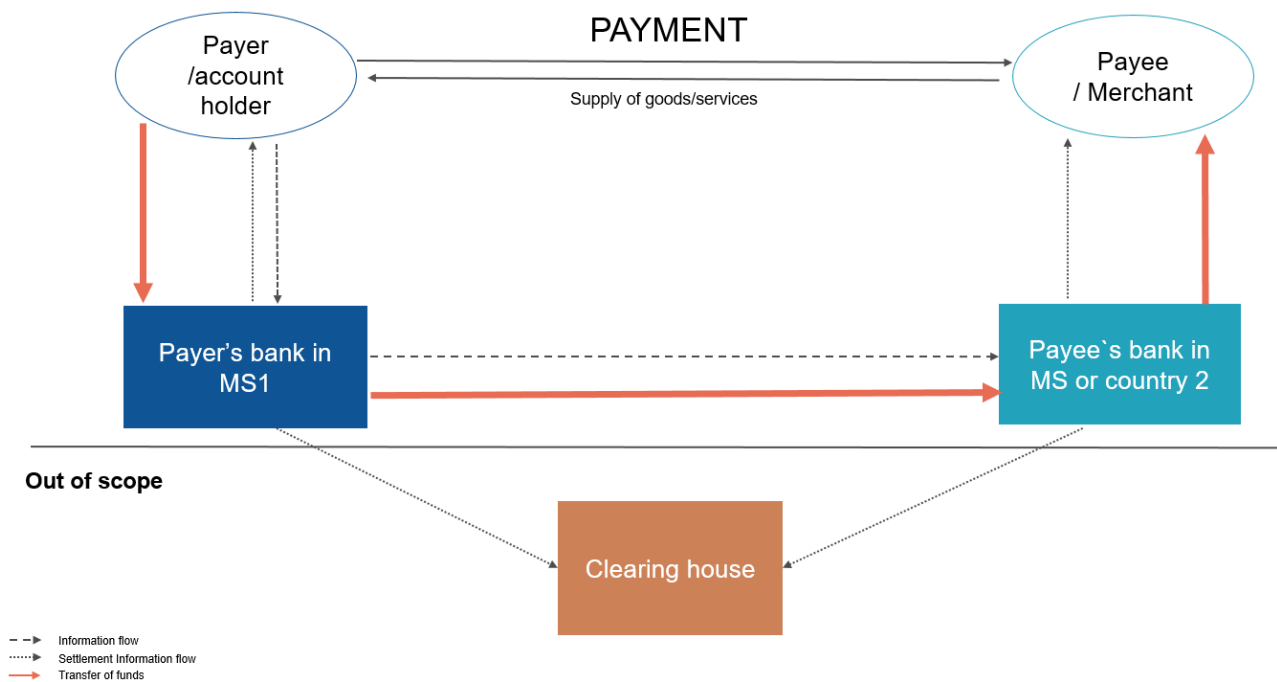 PAYMENT
Payer
/account
holder
Payee
/ Merchant
Supply of goods/services
Payer’s bank in
MS1
Payee`s bank in
MS or country 2
Out of scope
Clearing house
Information flow
Settlement Information flow
Transfer of funds